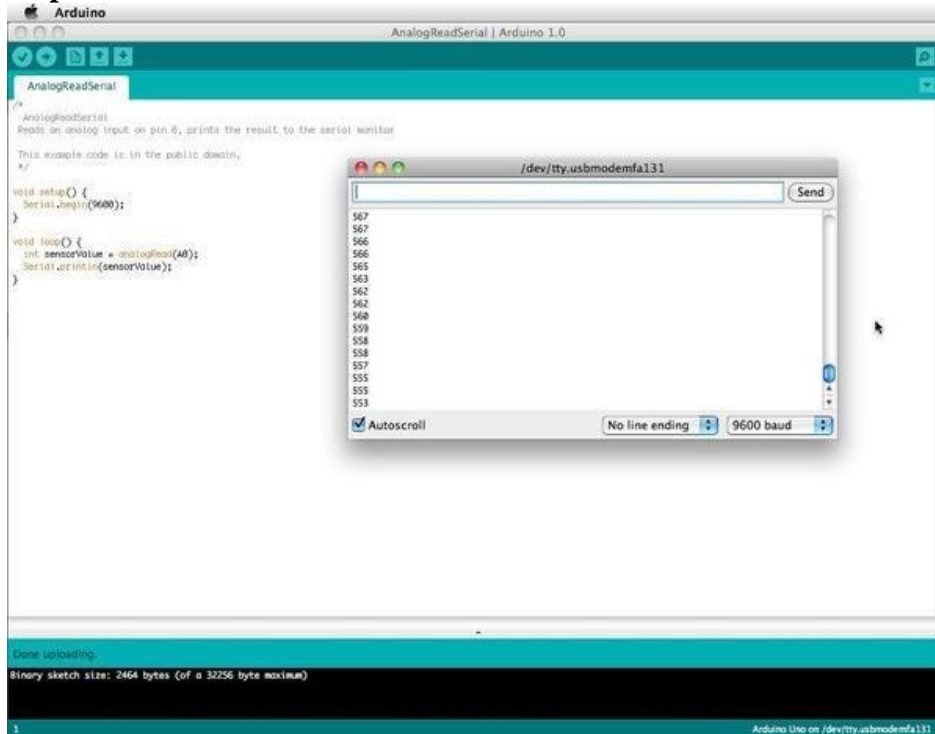 Arduino
AnalogReadSerial | Arduino 1.0
AnalogReadSerial
/*
AnalogReadSerial
Reads an analog input on pin 0, prints the result to the serial monitor
This example code is in the public domain.
*/
void setup() {
Serial.begin(9600);
}
void loop() {
int sensorValue = analogRead(A0);
Serial.println(sensorValue);
}
/dev/tty.usbmodemfa131
Send
567
567
566
566
565
563
562
562
560
559
558
558
557
555
555
553
Autoscroll
No line ending
9600 baud
Done uploading.
Binary sketch size: 2464 bytes (of a 32256 byte maximum)
1
Arduino Uno on /dev/tty.usbmodemfa131